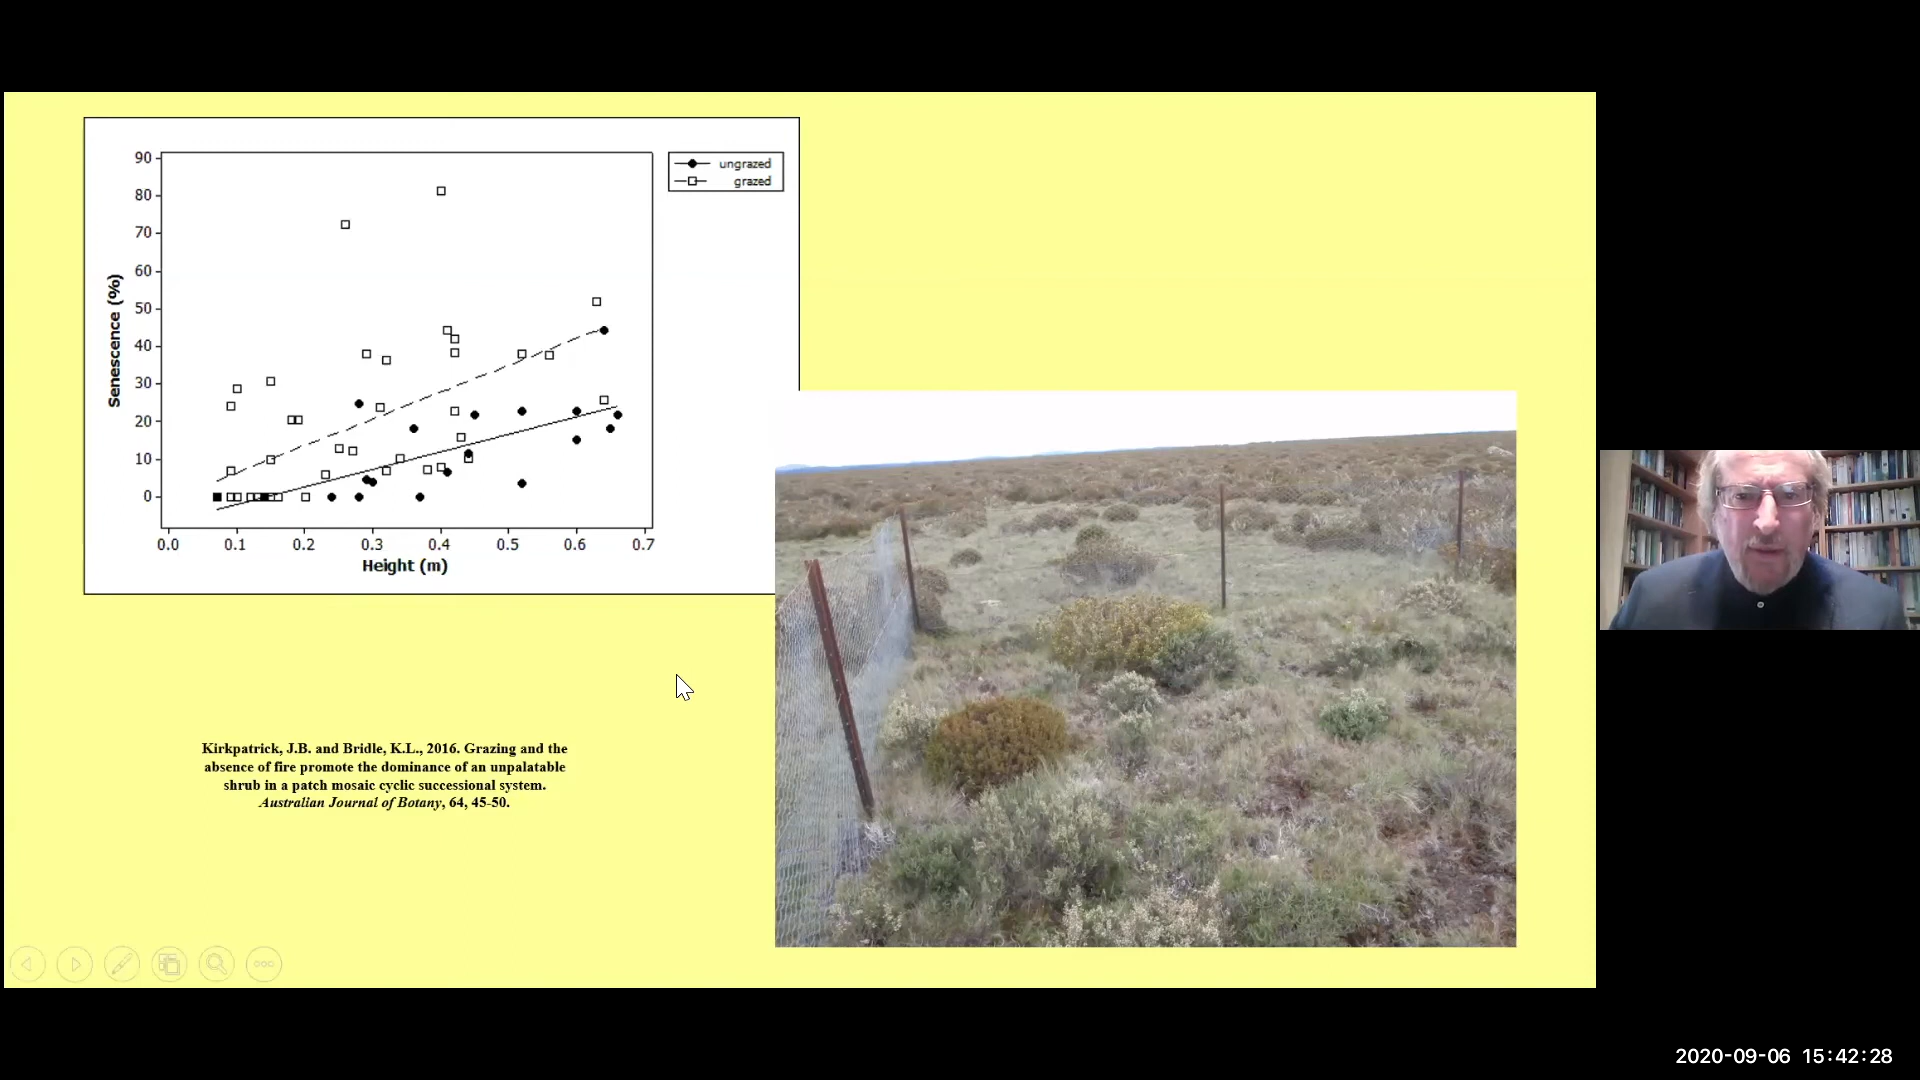 90
80
70
60
50
40
30
20
10
0
Senescence (%)
0.0 0.1 0.2 0.3 0.4 0.5 0.6 0.7
Height (m)
ungrazed
grazed
Kirkpatrick, J.B. and Bridle, K.L., 2016. Grazing and the
absence of fire promote the dominance of an unpalatable
shrub in a patch mosaic cyclic successional system.
Australian Journal of Botany, 64, 45-50.
2020-09-06 15:42:28